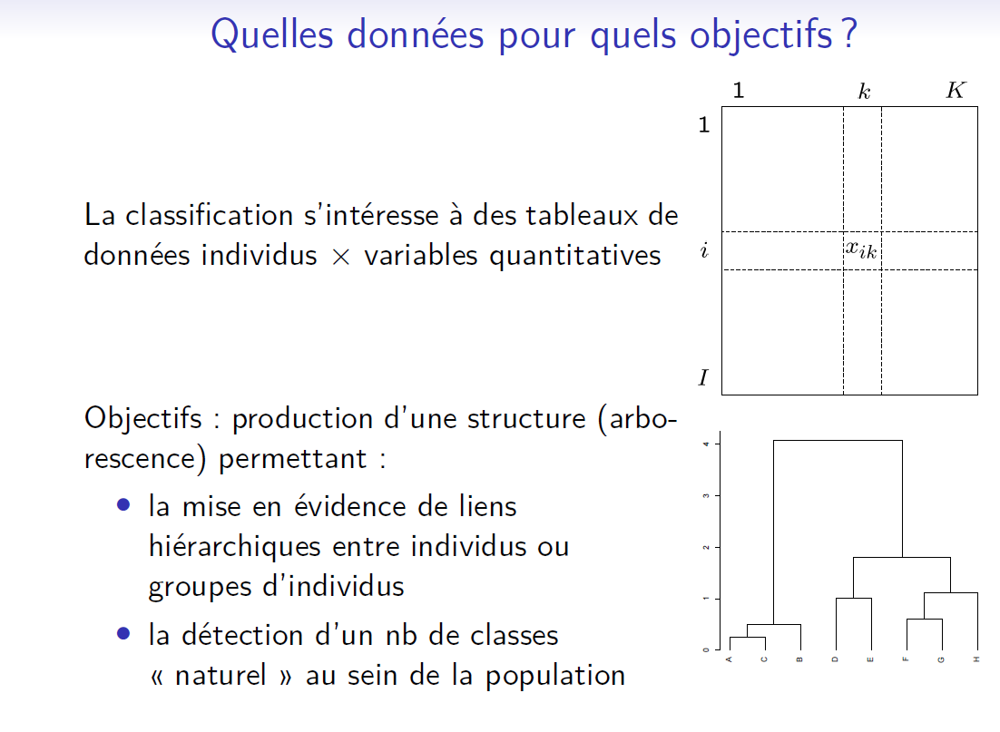 Quelles données pour quels objectifs ?
1 k K
1
La classification s'intéresse à des tableaux de
données individus × variables quantitatives
i x_{ik}
I
Objectifs : production d'une structure (arbo-
rescence) permettant :
• la mise en évidence de liens
hiérarchiques entre individus ou
groupes d'individus
• la détection d'un nb de classes
« naturel » au sein de la population
4
3
2
1
0
A C B D E F G H